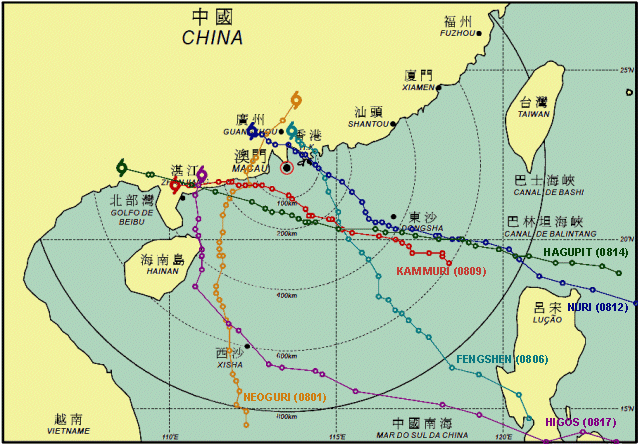 中國
CHINA
福州
FUZHOU
廈門
XIAMEN
汕頭
SHANTOU
台灣
TAIWAN
25°N
廣州
香港
澳門
MACAU
湛江
北部灣
GOLFO DE
BEIBU
海南島
HAINAN
東沙
DONGSHA
巴士海峽
CANAL DE BASHI
巴林坦海峽
CANAL DE BALINTANG
20°N
100km
200km
400km
600km
HAGUPIT (0814)
KAMMURI (0809)
NURI (0812)
呂宋
LUÇÃO
西沙
XISHA
FENGSHEN (0806)
NEOGURI (0801)
HIGOS (0817)
15°N
越南
VIETNAME
中國南海
MAR DO SUL DA CHINA
110°E
115°E
120°E